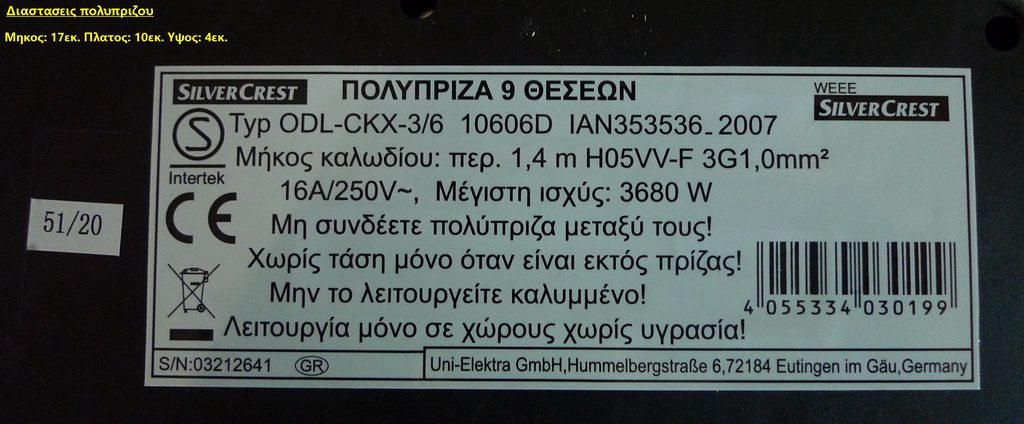 Διαστασεις πολυπριζου
Μηκος: 17εκ. Πλατος: 10εκ. Υψος: 4εκ.
SILVERCREST ΠΟΛΥΠΡΙΖΑ 9 ΘΕΣΕΩΝ
WEEE
SILVERCREST
S Typ ODL-CKX-3/6 10606D IAN353536-2007
Intertek
Μήκος καλωδίου: περ. 1,4 m H05VV-F 3G1,0mm²
16A/250V~, Μέγιστη ισχύς: 3680 W
CE
Μη συνδέετε πολύπριζα μεταξύ τους!
51/20
Χωρίς τάση μόνο όταν είναι εκτός πρίζας!
Μην το λειτουργείτε καλυμμένο!
4 055334 030199
Λειτουργία μόνο σε χώρους χωρίς υγρασία!
S/N:03212641 GR
Uni-Elektra GmbH,Hummelbergstraße 6,72184 Eutingen im Gäu,Germany